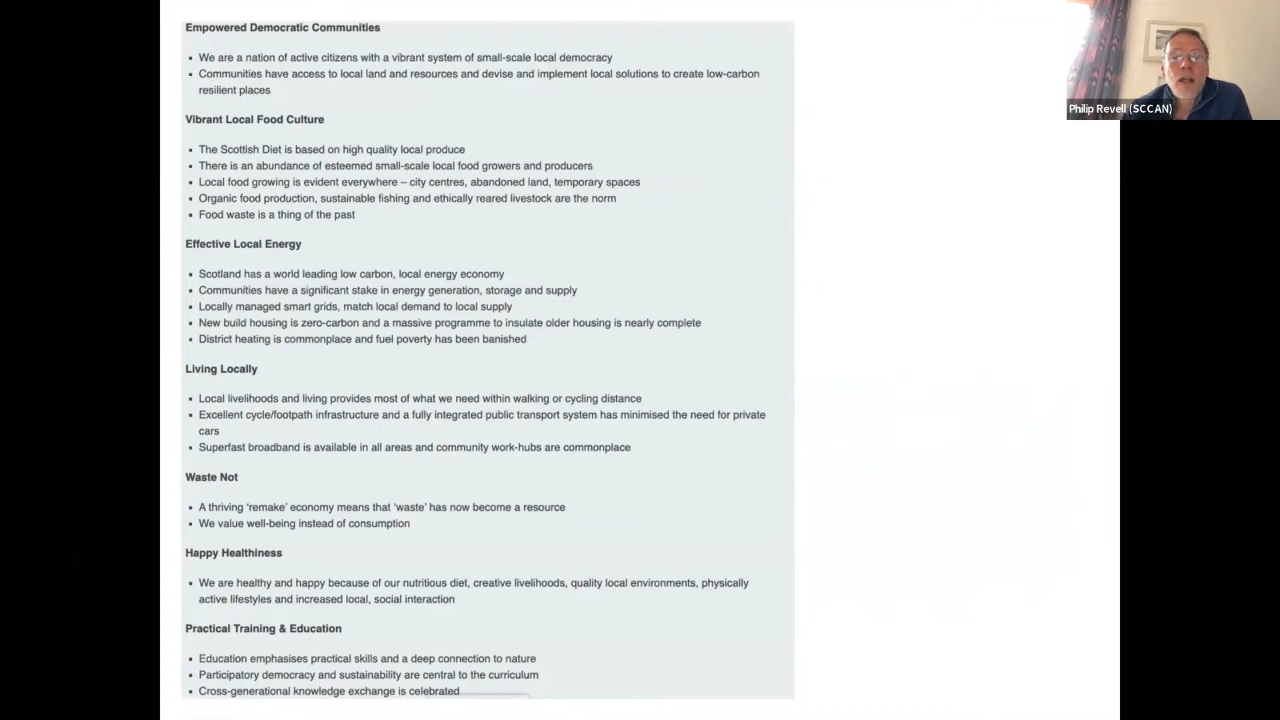 Empowered Democratic Communities
▪ We are a nation of active citizens with a vibrant system of small-scale local democracy
▪ Communities have access to local land and resources and devise and implement local solutions to create low-carbon
resilient places
Vibrant Local Food Culture
▪ The Scottish Diet is based on high quality local produce
▪ There is an abundance of esteemed small-scale local food growers and producers
▪ Local food growing is evident everywhere – city centres, abandoned land, temporary spaces
▪ Organic food production, sustainable fishing and ethically reared livestock are the norm
▪ Food waste is a thing of the past
Effective Local Energy
▪ Scotland has a world leading low carbon, local energy economy
▪ Communities have a significant stake in energy generation, storage and supply
▪ Locally managed smart grids, match local demand to local supply
▪ New build housing is zero-carbon and a massive programme to insulate older housing is nearly complete
▪ District heating is commonplace and fuel poverty has been banished
Living Locally
▪ Local livelihoods and living provides most of what we need within walking or cycling distance
▪ Excellent cycle/footpath infrastructure and a fully integrated public transport system has minimised the need for private
cars
▪ Superfast broadband is available in all areas and community work-hubs are commonplace
Waste Not
▪ A thriving ‘remake’ economy means that ‘waste’ has now become a resource
▪ We value well-being instead of consumption
Happy Healthiness
▪ We are healthy and happy because of our nutritious diet, creative livelihoods, quality local environments, physically
active lifestyles and increased local, social interaction
Practical Training & Education
▪ Education emphasises practical skills and a deep connection to nature
▪ Participatory democracy and sustainability are central to the curriculum
▪ Cross-generational knowledge exchange is celebrated
Philip Revell (SCCAN)